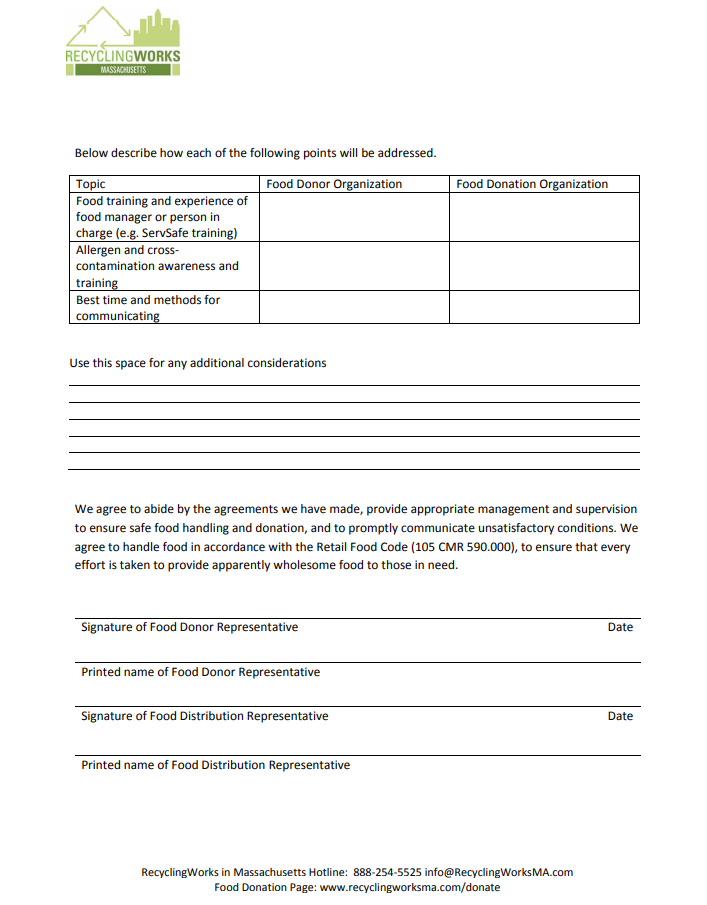 RECYCLINGWORKS
MASSACHUSETTS
Below describe how each of the following points will be addressed.
Topic Food Donor Organization Food Donation Organization
Food training and experience of
food manager or person in
charge (e.g. ServSafe training)
Allergen and cross-
contamination awareness and
training
Best time and methods for
communicating
Use this space for any additional considerations
We agree to abide by the agreements we have made, provide appropriate management and supervision
to ensure safe food handling and donation, and to promptly communicate unsatisfactory conditions. We
agree to handle food in accordance with the Retail Food Code (105 CMR 590.000), to ensure that every
effort is taken to provide apparently wholesome food to those in need.
Signature of Food Donor Representative Date
Printed name of Food Donor Representative
Signature of Food Distribution Representative Date
Printed name of Food Distribution Representative
RecyclingWorks in Massachusetts Hotline: 888-254-5525 info@RecyclingWorksMA.com
Food Donation Page: www.recyclingworksma.com/donate